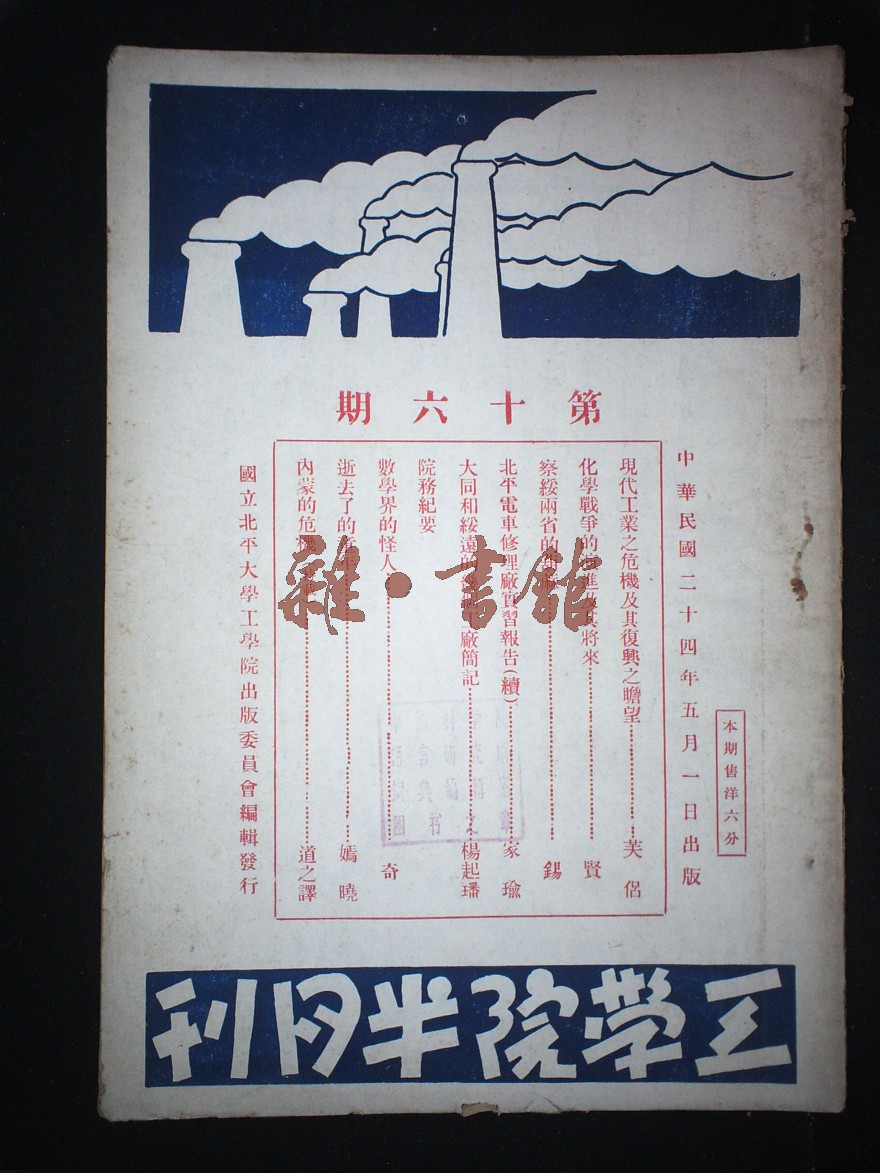 第十六期
中華民國二十四年五月一日出版
本期售洋六分
現代工業之危機及其復興之瞻望 芙侶
化學戰爭的 進及其將來 賢
察綏兩省的 錫
北平電車修理廠實習報告(續) 家瑜
大同和綏遠的 廠簡記 楊起璠
院務紀要
數學界的怪人 奇
逝去了的 嫣曉
內蒙的危機 道之譯
國立北平大學工學院出版委員會編輯發行
雜·書館
工學院半月刊